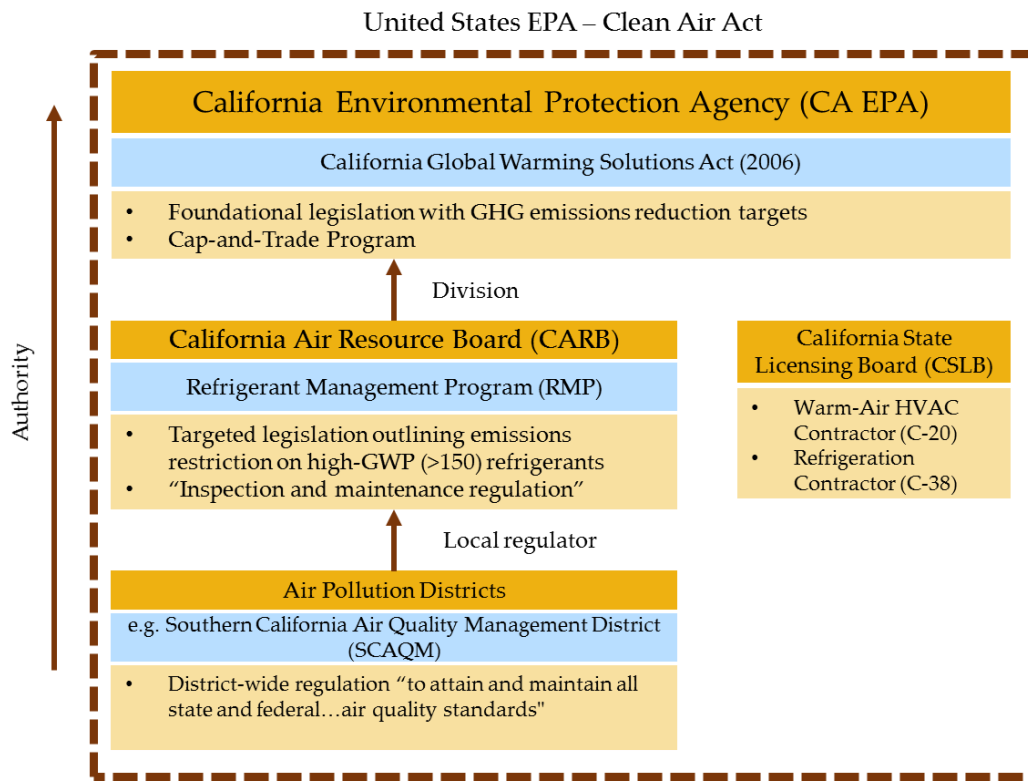 United States EPA – Clean Air Act
California Environmental Protection Agency (CA EPA)
California Global Warming Solutions Act (2006)
• Foundational legislation with GHG emissions reduction targets
• Cap-and-Trade Program
Division
California Air Resource Board (CARB)
Refrigerant Management Program (RMP)
• Targeted legislation outlining emissions
restriction on high-GWP (>150) refrigerants
• “Inspection and maintenance regulation”
California State
Licensing Board (CSLB)
• Warm-Air HVAC
Contractor (C-20)
• Refrigeration
Contractor (C-38)
Local regulator
Air Pollution Districts
e.g. Southern California Air Quality Management District
(SCAQM)
• District-wide regulation “to attain and maintain all
state and federal…air quality standards"
Authority